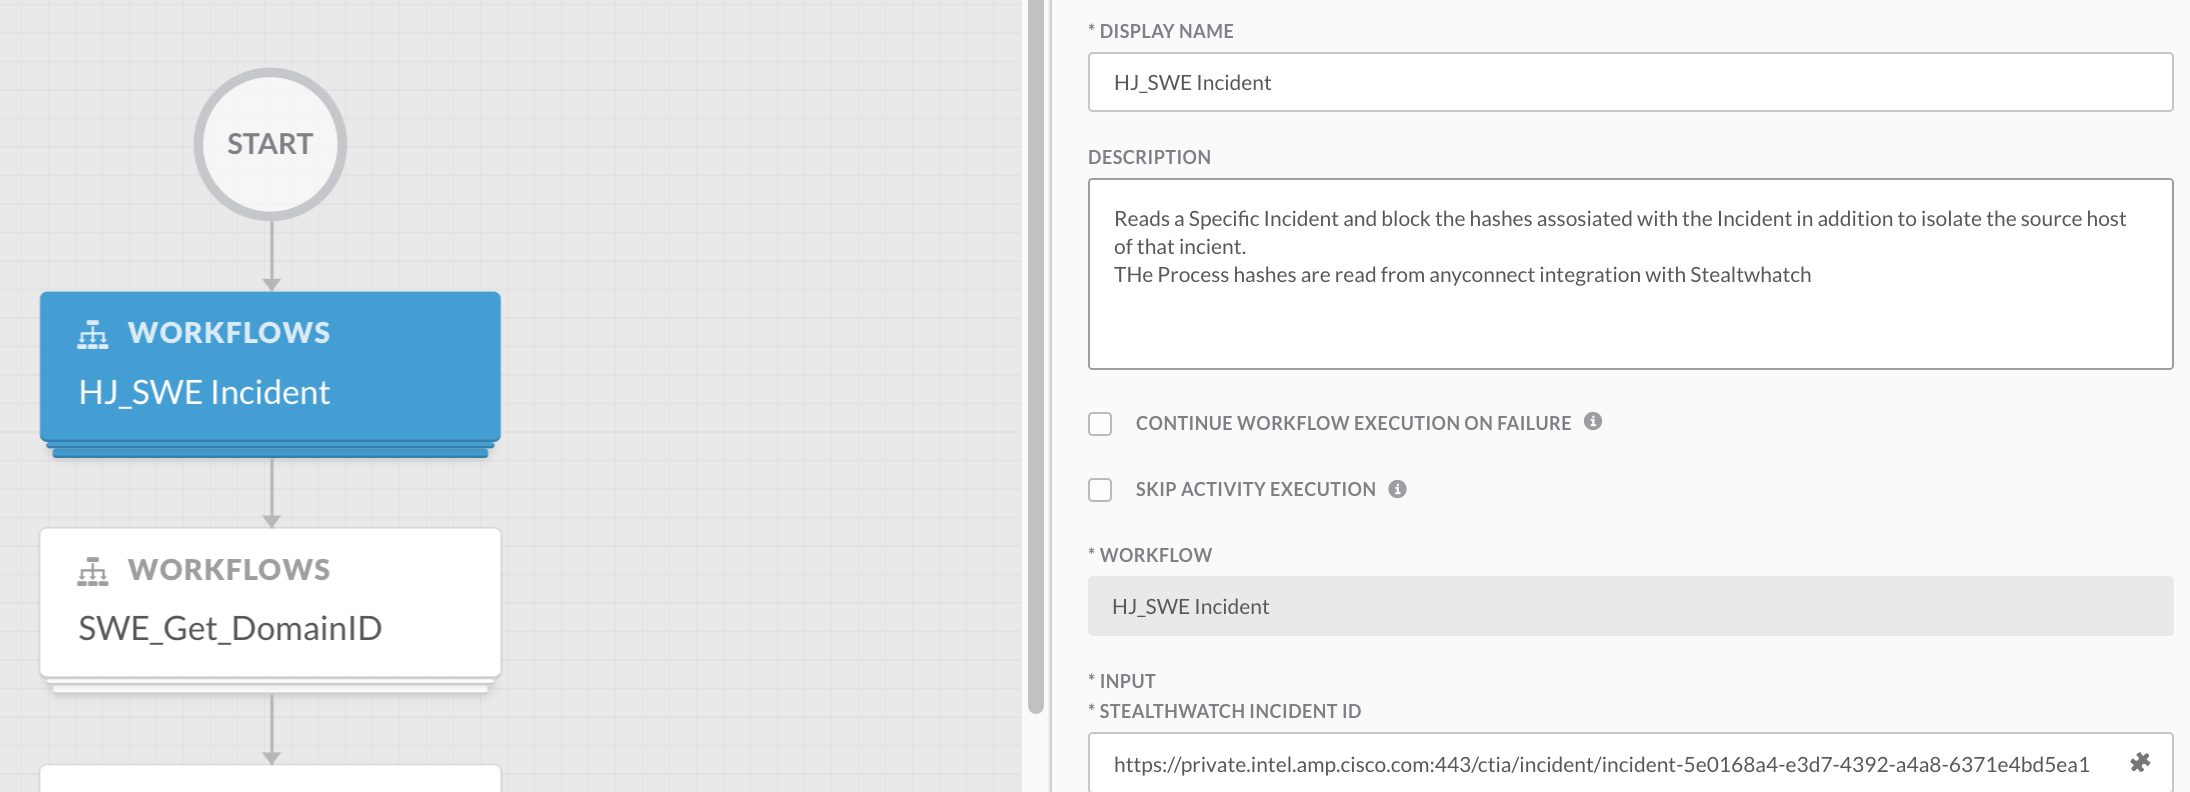 START
WORKFLOWS
HJ_SWE Incident
WORKFLOWS
SWE_Get_DomainID
* DISPLAY NAME
HJ_SWE Incident
DESCRIPTION
Reads a Specific Incident and block the hashes assosiated with the Incident in addition to isolate the source host
of that incient.
THe Process hashes are read from anyconnect integration with Stealtwhatch
CONTINUE WORKFLOW EXECUTION ON FAILURE
SKIP ACTIVITY EXECUTION
* WORKFLOW
HJ_SWE Incident
* INPUT
* STEALTHWATCH INCIDENT ID
https://private.intel.amp.cisco.com:443/ctia/incident/incident-5e0168a4-e3d7-4392-a4a8-6371e4bd5ea1